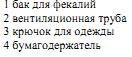 1 бак для фекалий
2 вентиляционная труба
3 крючок для одежды
4 бумагодержатель